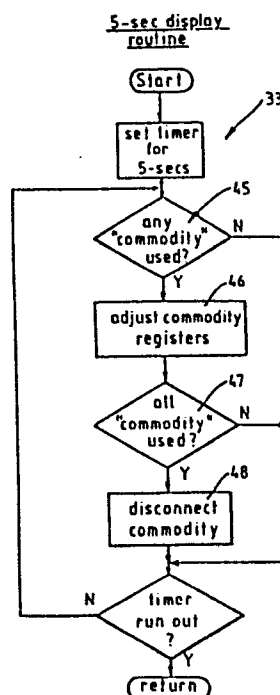 5-sec display
routine
Start
33
set timer
for
5-secs
45
any
"commodity"
used?
N
Y
46
adjust commodity
registers
47
all
"commodity"
used?
N
Y
48
disconnect
commodity
N
timer
run out
?
Y
return